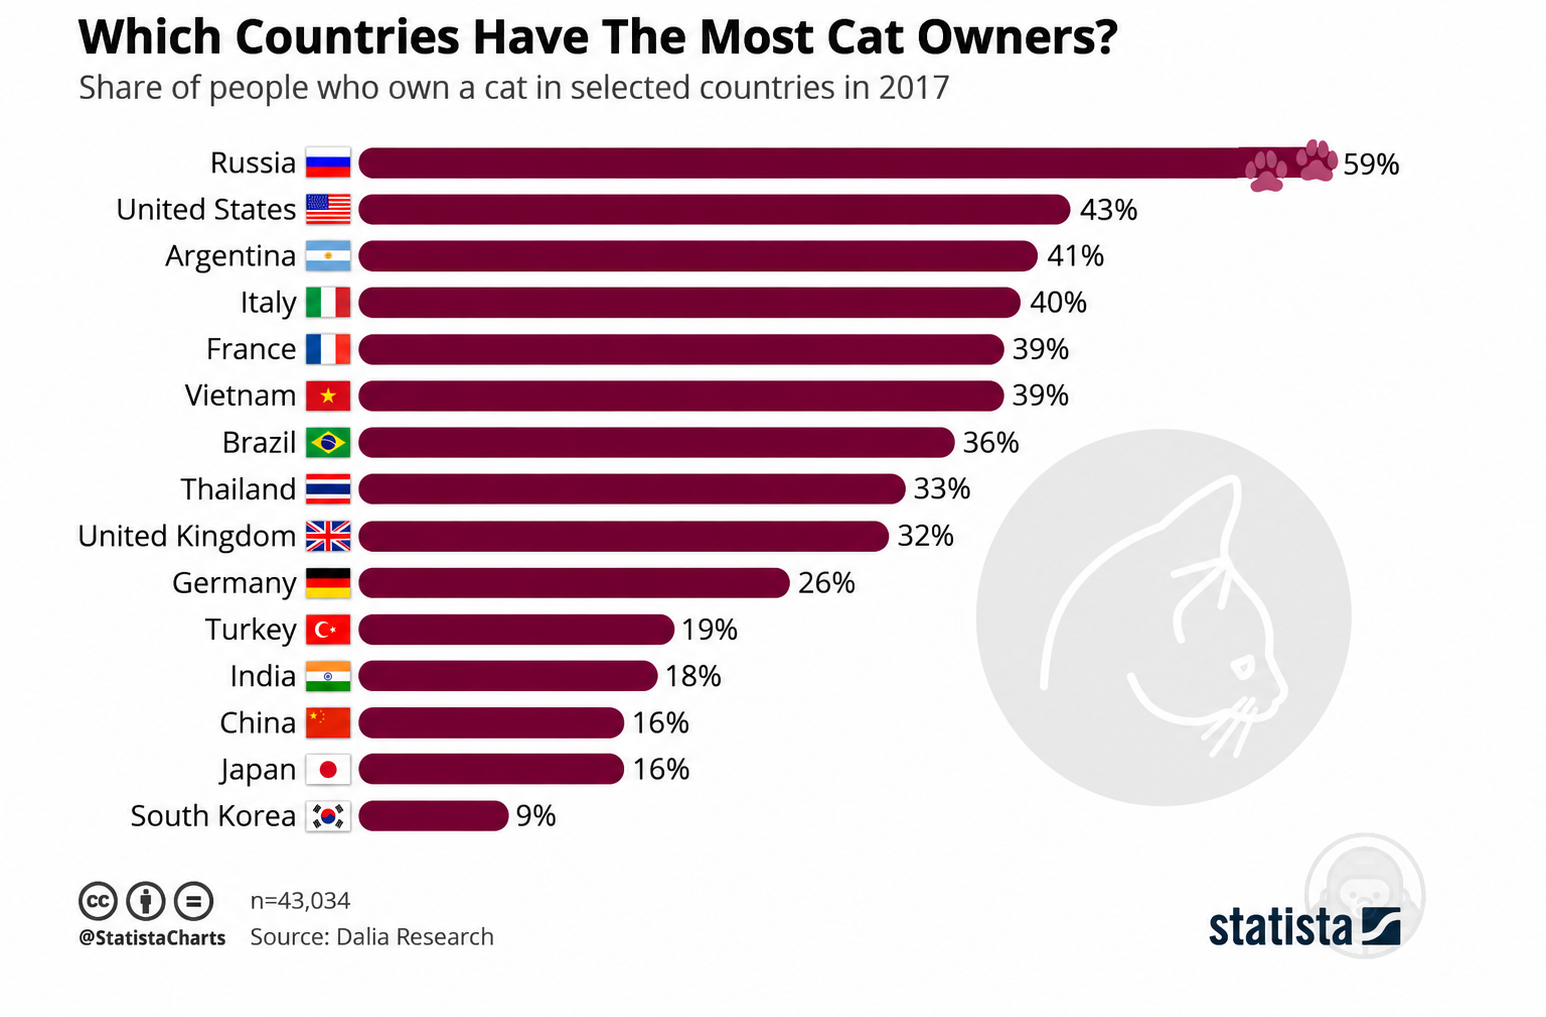 Which Countries Have The Most Cat Owners?
Share of people who own a cat in selected countries in 2017
Russia 59%
United States 43%
Argentina 41%
Italy 40%
France 39%
Vietnam 39%
Brazil 36%
Thailand 33%
United Kingdom 32%
Germany 26%
Turkey 19%
India 18%
China 16%
Japan 16%
South Korea 9%
cc
n=43,034
@StatistaCharts Source: Dalia Research
statista